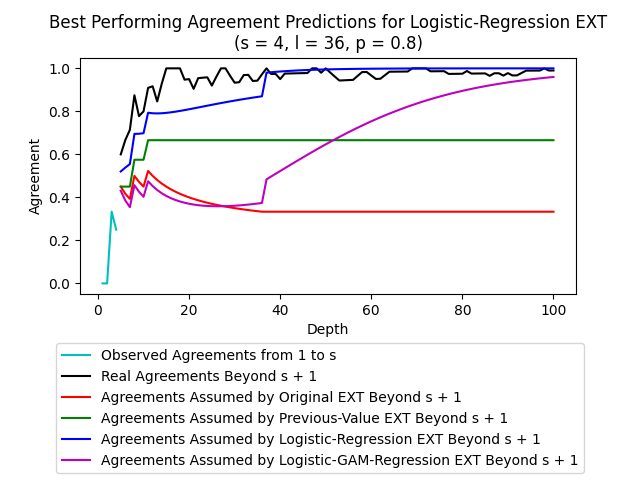 Best Performing Agreement Predictions for Logistic-Regression EXT
(s = 4, l = 36, p = 0.8)
1.0
0.8
0.6
0.4
0.2
0.0
Agreement
0
20
40
60
80
100
Depth
Observed Agreements from 1 to s
Real Agreements Beyond s + 1
Agreements Assumed by Original EXT Beyond s + 1
Agreements Assumed by Previous-Value EXT Beyond s + 1
Agreements Assumed by Logistic-Regression EXT Beyond s + 1
Agreements Assumed by Logistic-GAM-Regression EXT Beyond s + 1